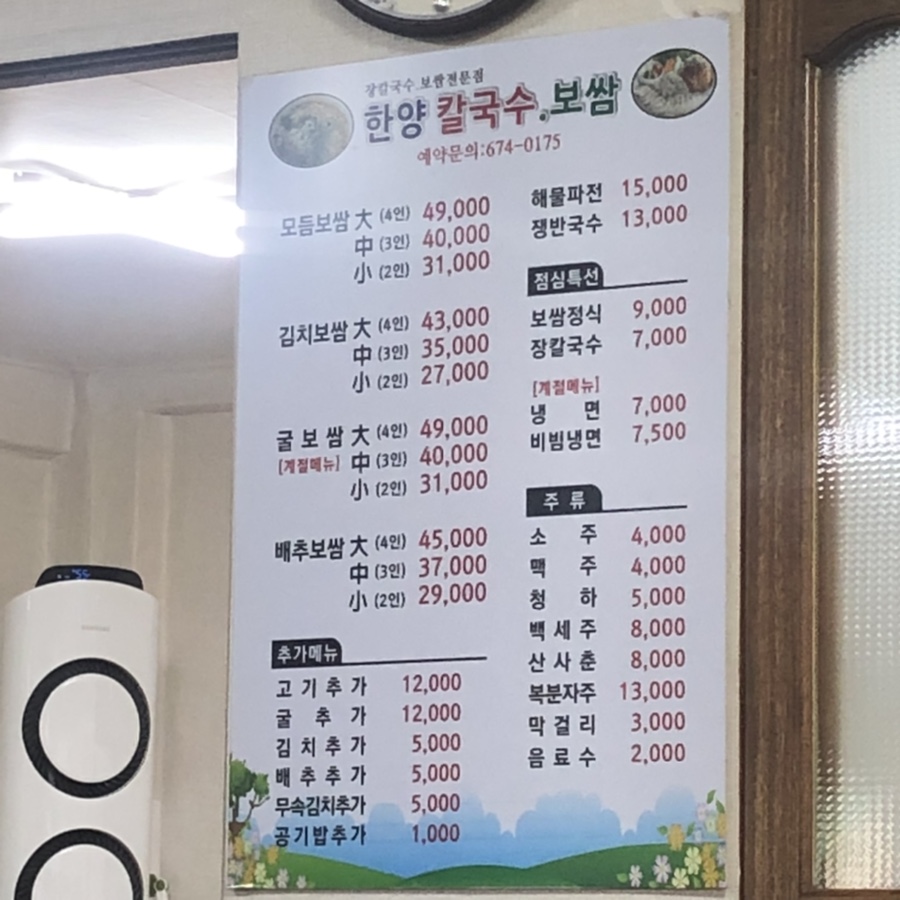 장칼국수.보쌈전문점
한양 칼국수.보쌈
예약문의:674-0175
모듬보쌈 大 (4인) 49,000
中 (3인) 40,000
小 (2인) 31,000
김치보쌈 大 (4인) 43,000
中 (3인) 35,000
小 (2인) 27,000
굴 보 쌈 大 (4인) 49,000
[계절메뉴] 中 (3인) 40,000
小 (2인) 31,000
배추보쌈 大 (4인) 45,000
中 (3인) 37,000
小 (2인) 29,000
추가메뉴
고 기 추 가 12,000
굴 추 가 12,000
김 치 추 가 5,000
배 추 추 가 5,000
무속김치추가 5,000
공기밥추가 1,000
해물파전 15,000
쟁반국수 13,000
점심특선
보쌈정식 9,000
장칼국수 7,000
[계절메뉴]
냉 면 7,000
비빔냉면 7,500
주 류
소 주 4,000
맥 주 4,000
청 하 5,000
백 세 주 8,000
산 사 춘 8,000
복분자주 13,000
막 걸 리 3,000
음 료 수 2,000